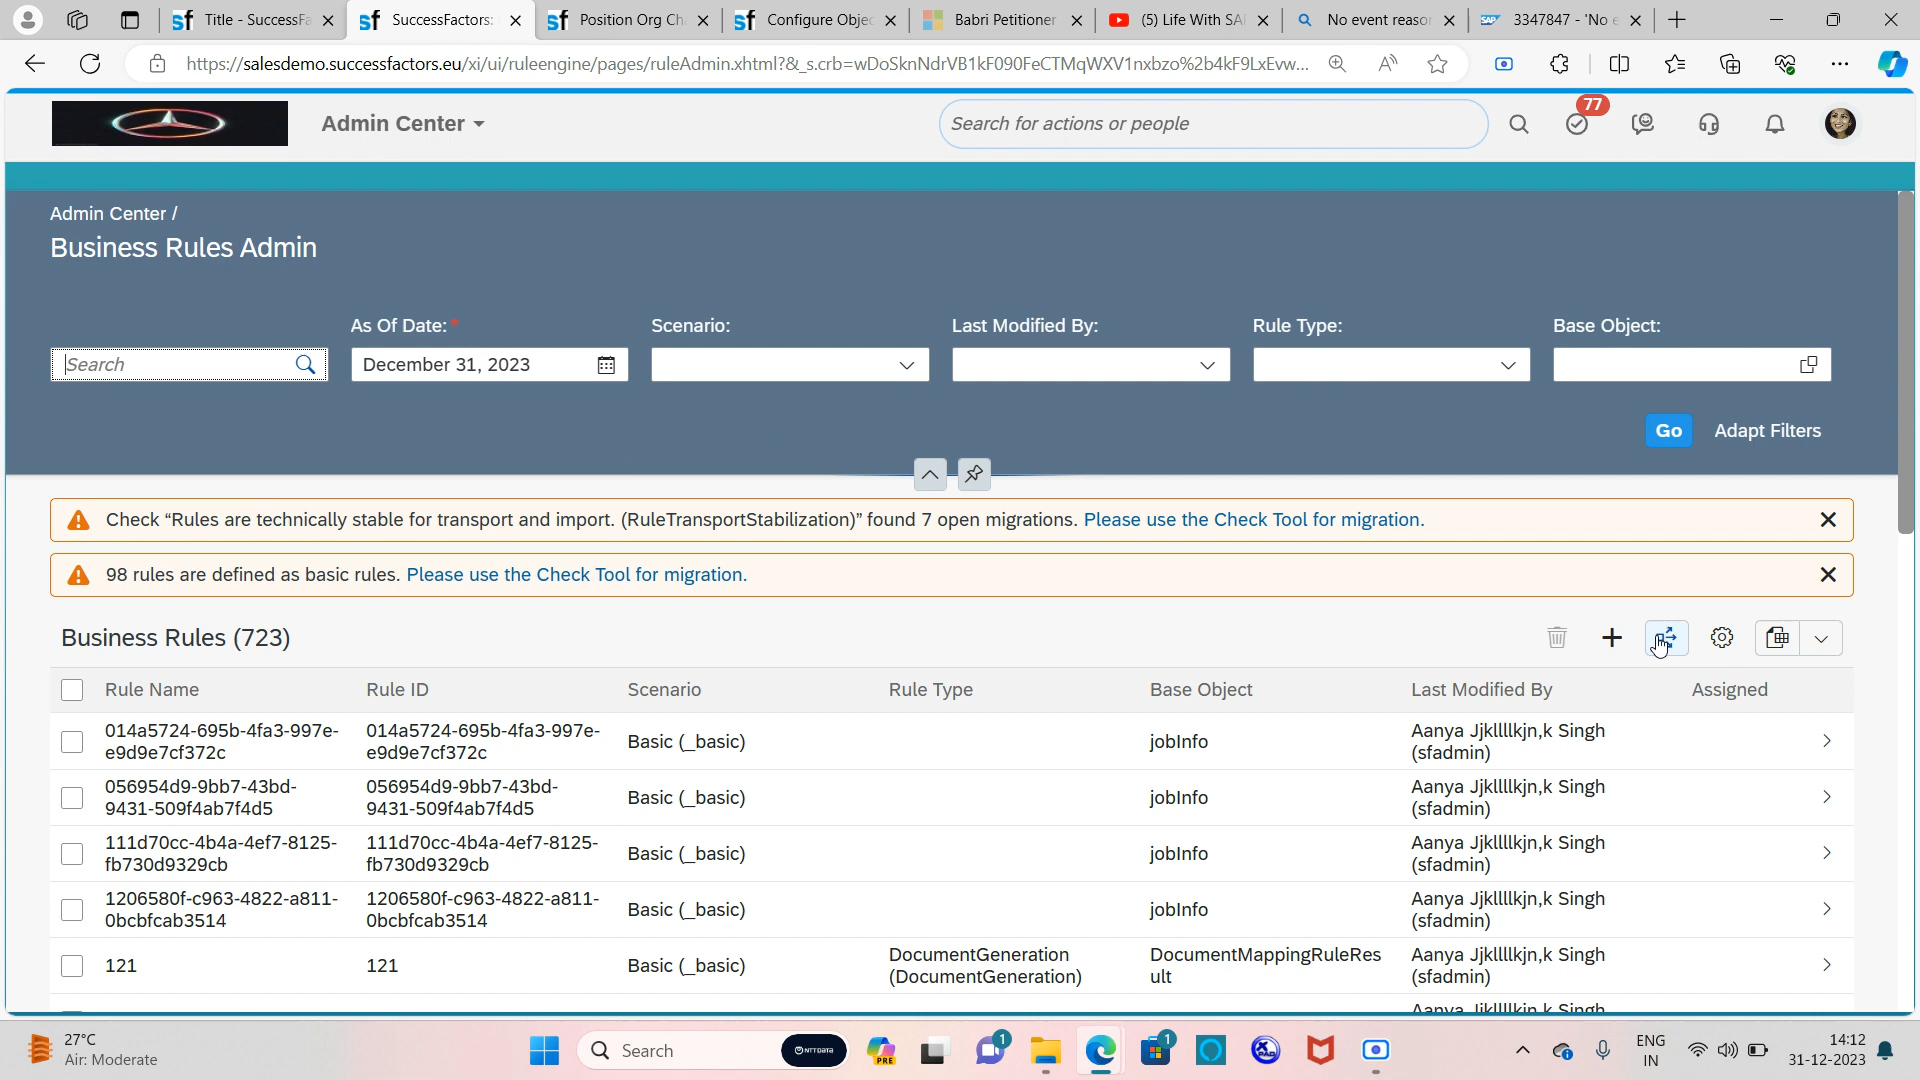 Title - SuccessFa
SuccessFactors:
Position Org Ch
Configure Objec
Babri Petitioner
(5) Life With SA
No event reaso
SAP 3347847 - 'No e
https://salesdemo.successfactors.eu/xi/ui/ruleengine/pages/ruleAdmin.xhtml?&_s.crb=wDoSknNdrVB1kF090FeCTMqWXV1nxbzo%2b4kF9LxEvw...
Admin Center
Search for actions or people
77
Admin Center /
Business Rules Admin
As Of Date:*
Scenario:
Last Modified By:
Rule Type:
Base Object:
Search
December 31, 2023
Go
Adapt Filters
Check “Rules are technically stable for transport and import. (RuleTransportStabilization)” found 7 open migrations. Please use the Check Tool for migration.
98 rules are defined as basic rules. Please use the Check Tool for migration.
Business Rules (723)
Rule Name Rule ID Scenario Rule Type Base Object Last Modified By Assigned
014a5724-695b-4fa3-997e- 014a5724-695b-4fa3-997e- Basic (_basic) jobInfo Aanya Jjkllllkjn,k Singh
e9d9e7cf372c e9d9e7cf372c (sfadmin)
056954d9-9bb7-43bd- 056954d9-9bb7-43bd- Basic (_basic) jobInfo Aanya Jjkllllkjn,k Singh
9431-509f4ab7f4d5 9431-509f4ab7f4d5 (sfadmin)
111d70cc-4b4a-4ef7-8125- 111d70cc-4b4a-4ef7-8125- Basic (_basic) jobInfo Aanya Jjkllllkjn,k Singh
fb730d9329cb fb730d9329cb (sfadmin)
1206580f-c963-4822-a811- 1206580f-c963-4822-a811- Basic (_basic) jobInfo Aanya Jjkllllkjn,k Singh
0bcbfcab3514 0bcbfcab3514 (sfadmin)
121 121 Basic (_basic) DocumentGeneration DocumentMappingRuleRes Aanya Jjkllllkjn,k Singh
(DocumentGeneration) ult (sfadmin)
Aanya Jjkllllkjn,k Singh
27°C
Air: Moderate
Search
NTT DATA
PRE
1
1
ENG
IN
14:12
31-12-2023